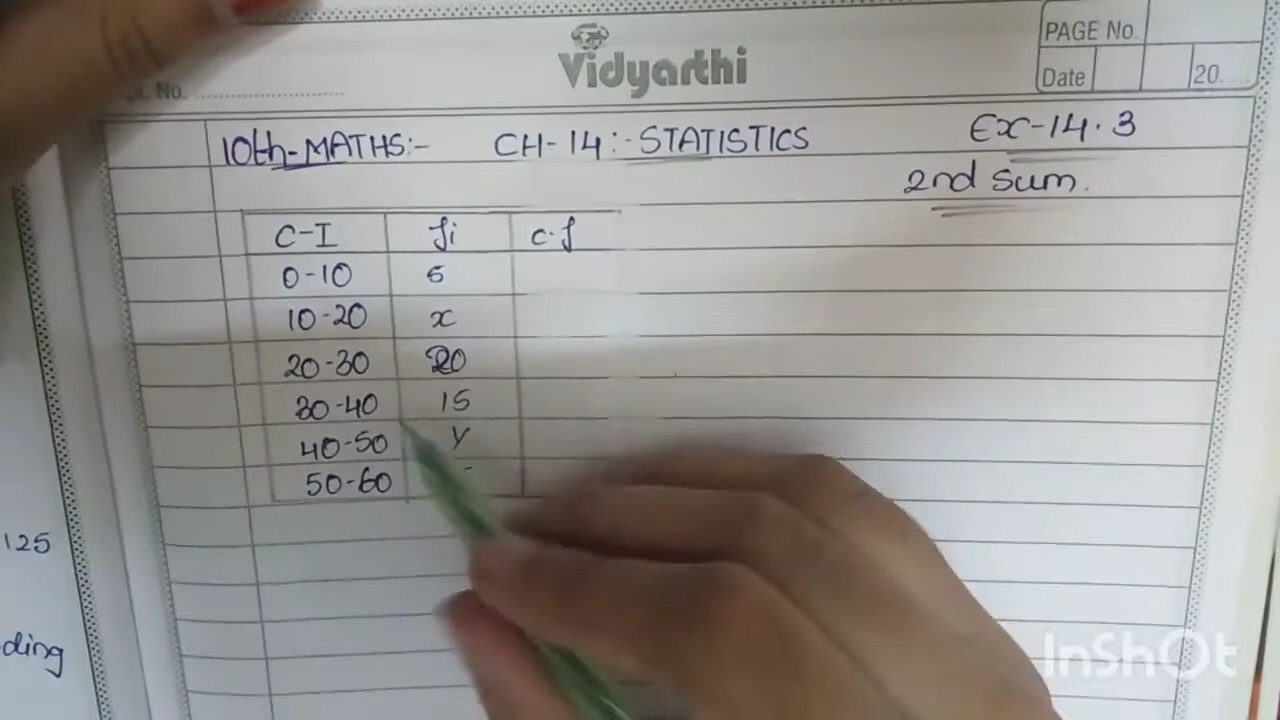 PAGE No.
Vidyarthi
No.
Date 20
10th-MATHS:- CH-14:-STATISTICS Ex-14.3
2nd Sum.
C-I fi c.f
0-10 5
10-20 x
20-30 20
30-40 15
40-50 y
50-60
125
ding
InShOt